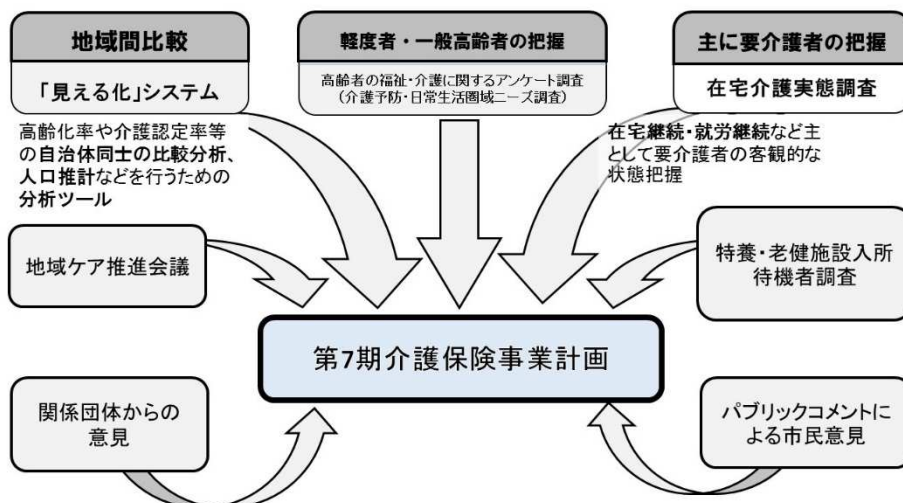 地域間比較
「見える化」システム
高齢化率や介護認定率等
の自治体同士の比較分析、
人口推計などを行うための
分析ツール
軽度者・一般高齢者の把握
高齢者の福祉・介護に関するアンケート調査
(介護予防・日常生活圏域ニーズ調査)
主に要介護者の把握
在宅介護実態調査
在宅継続・就労継続など主
として要介護者の客観的な
状態把握
地域ケア推進会議
特養・老健施設入所
待機者調査
第7期介護保険事業計画
関係団体からの
意見
パブリックコメントに
よる市民意見